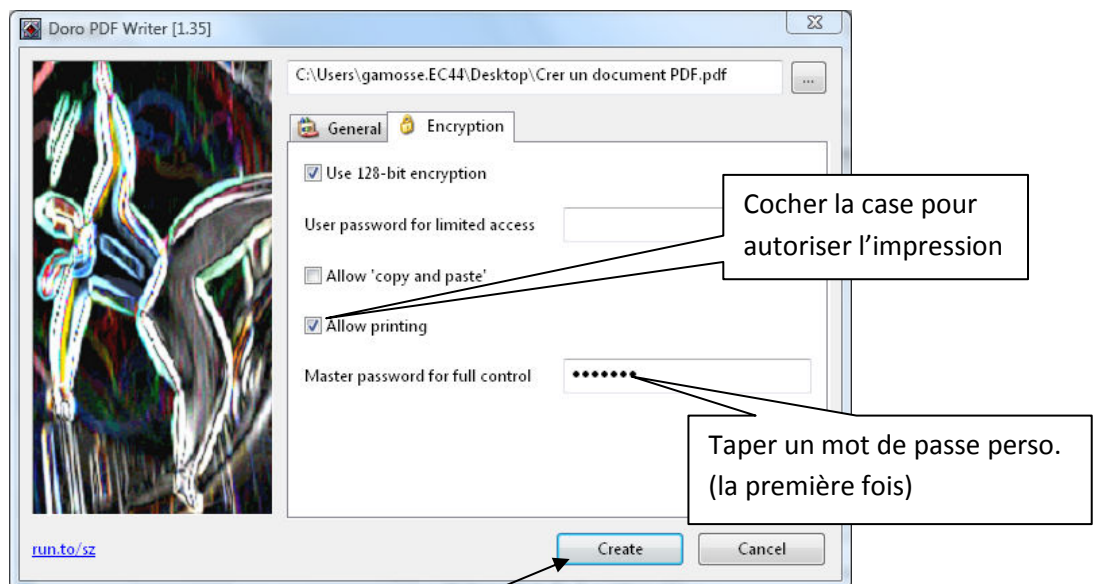 Doro PDF Writer [1.35]
C:\Users\gamosse.EC44\Desktop\Crer un document PDF.pdf
...
General
Encryption
Use 128-bit encryption
User password for limited access
Cocher la case pour
autoriser l’impression
Allow 'copy and paste'
Allow printing
Master password for full control
•••••••
Taper un mot de passe perso.
(la première fois)
run.to/sz
Create
Cancel